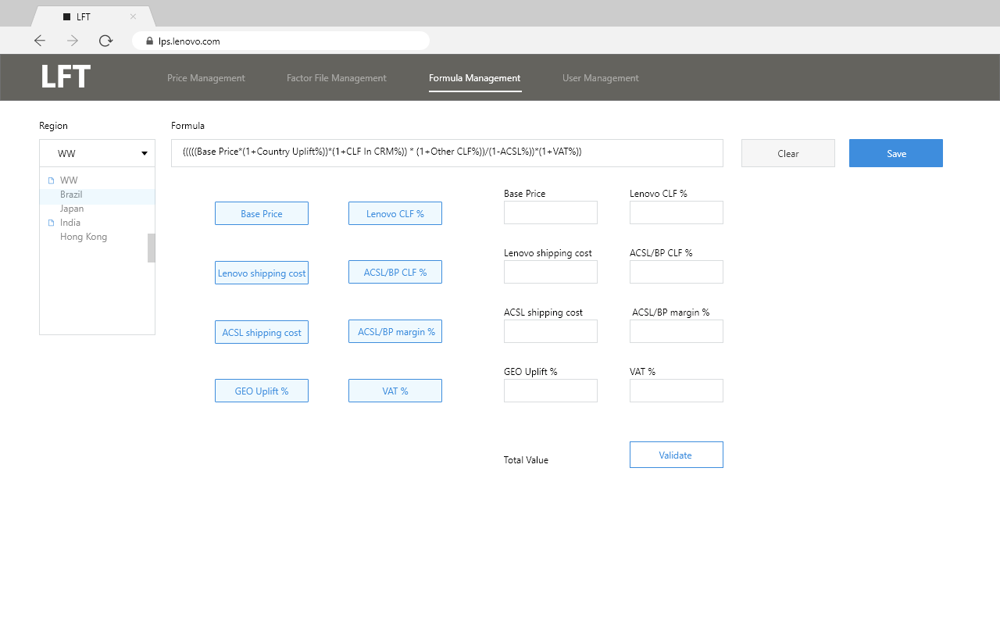 LFT
lps.lenovo.com
LFT
Price Management
Factor File Management
Formula Management
User Management
Region
Formula
WW
(((((Base Price*(1+Country Uplift%))*(1+CLF In CRM%)) * (1+Other CLF%))/(1-ACSL%))*(1+VAT%))
Clear
Save
WW
Brazil
Japan
India
Hong Kong
Base Price
Lenovo CLF %
Lenovo shipping cost
ACSL/BP CLF %
ACSL shipping cost
ACSL/BP margin %
GEO Uplift %
VAT %
Base Price
Lenovo CLF %
Lenovo shipping cost
ACSL/BP CLF %
ACSL shipping cost
ACSL/BP margin %
GEO Uplift %
VAT %
Total Value
Validate